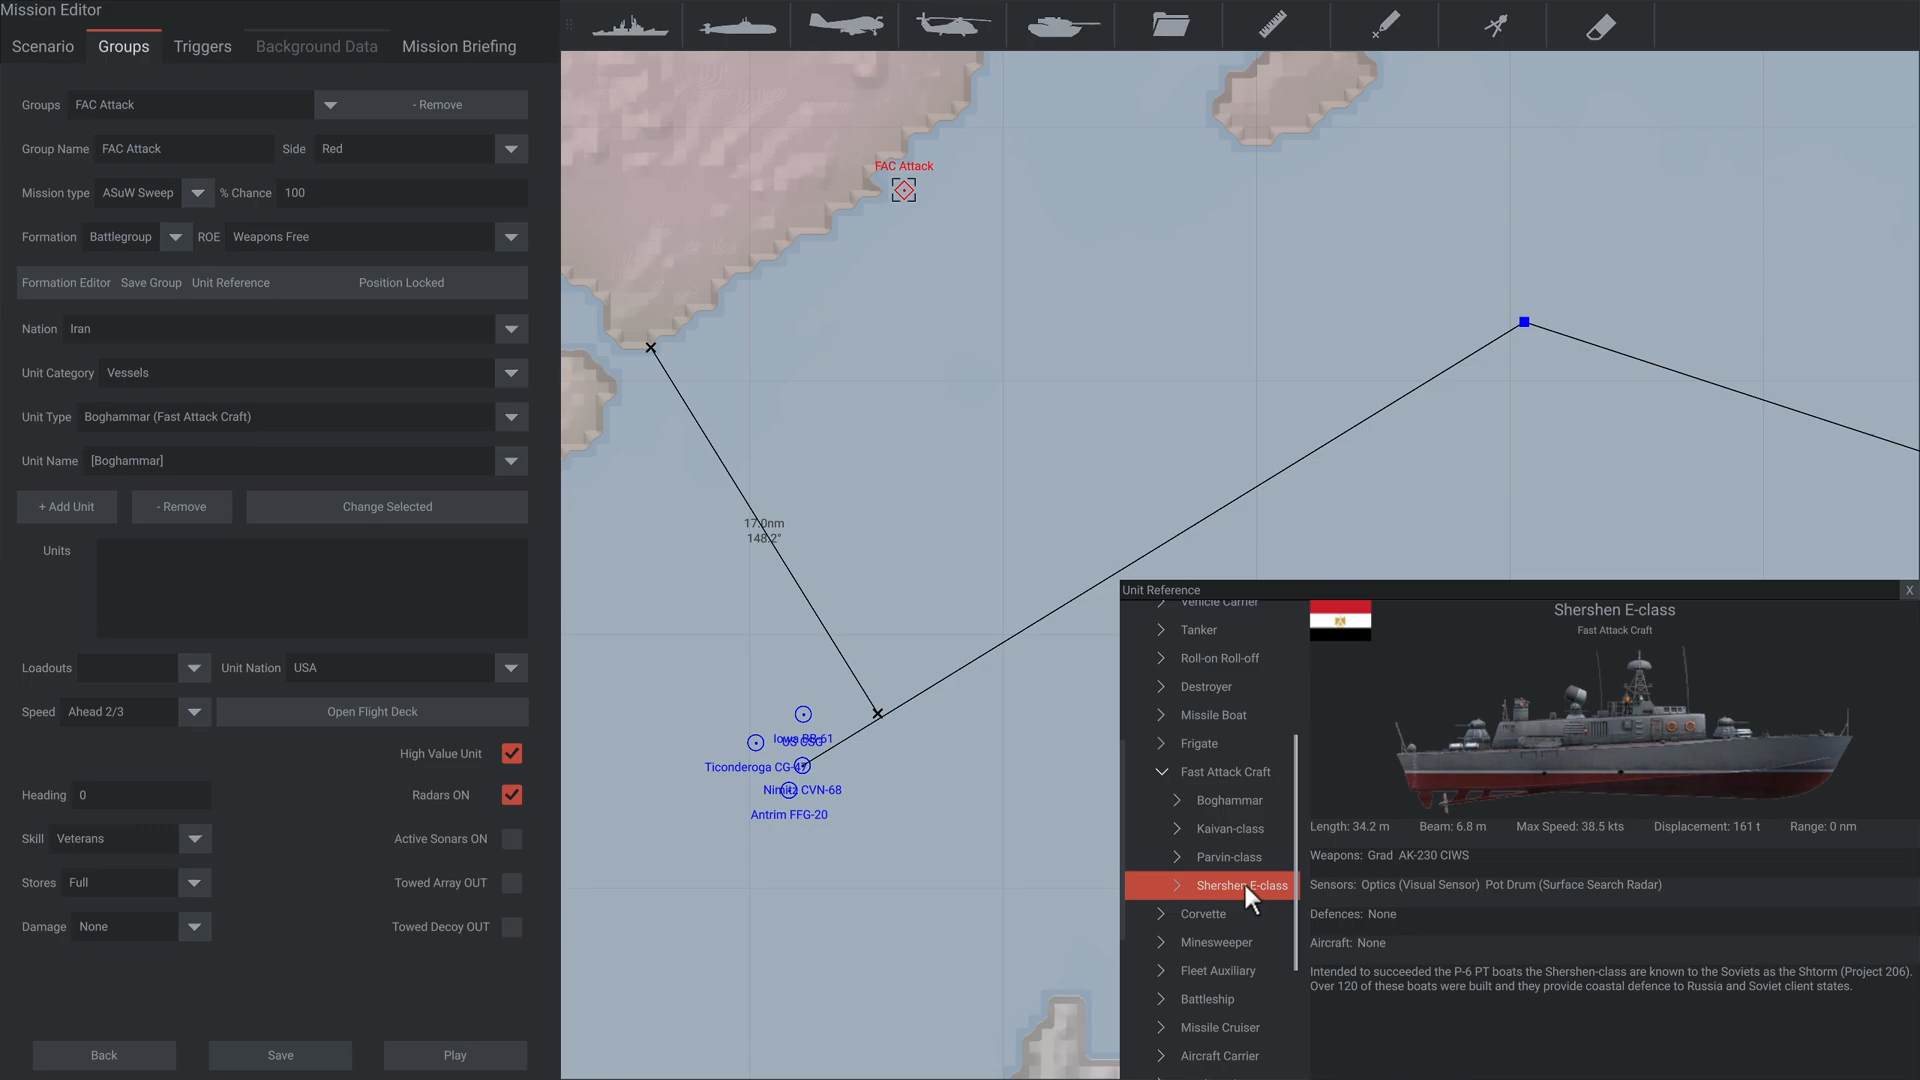 Mission Editor
Scenario Groups Triggers Background Data Mission Briefing
Groups FAC Attack - Remove
Group Name FAC Attack Side Red
Mission type ASuW Sweep % Chance 100
Formation Battlegroup ROE Weapons Free
Formation Editor Save Group Unit Reference Position Locked
Nation Iran
Unit Category Vessels
Unit Type Boghammar (Fast Attack Craft)
Unit Name [Boghammar]
+ Add Unit - Remove Change Selected
Units
Loadouts Unit Nation USA
Speed Ahead 2/3 Open Flight Deck
High Value Unit
Heading 0 Radars ON
Skill Veterans Active Sonars ON
Stores Full Towed Array OUT
Damage None Towed Decoy OUT
Back Save Play
FAC Attack
17.0nm
148.2°
Iowa BB-61
US CSG
Ticonderoga CG-47
Nimitz CVN-68
Antrim FFG-20
Unit Reference X
Vehicle Carrier
Tanker
Roll-on Roll-off
Destroyer
Missile Boat
Frigate
Fast Attack Craft
Boghammar
Kaivan-class
Parvin-class
Shershen E-class
Corvette
Minesweeper
Fleet Auxiliary
Battleship
Missile Cruiser
Aircraft Carrier
Shershen E-class
Fast Attack Craft
Length: 34.2 m Beam: 6.8 m Max Speed: 38.5 kts Displacement: 161 t Range: 0 nm
Weapons: Grad AK-230 CIWS
Sensors: Optics (Visual Sensor) Pot Drum (Surface Search Radar)
Defences: None
Aircraft: None
Intended to succeeded the P-6 PT boats the Shershen-class are known to the Soviets as the Shtorm (Project 206).
Over 120 of these boats were built and they provide coastal defence to Russia and Soviet client states.